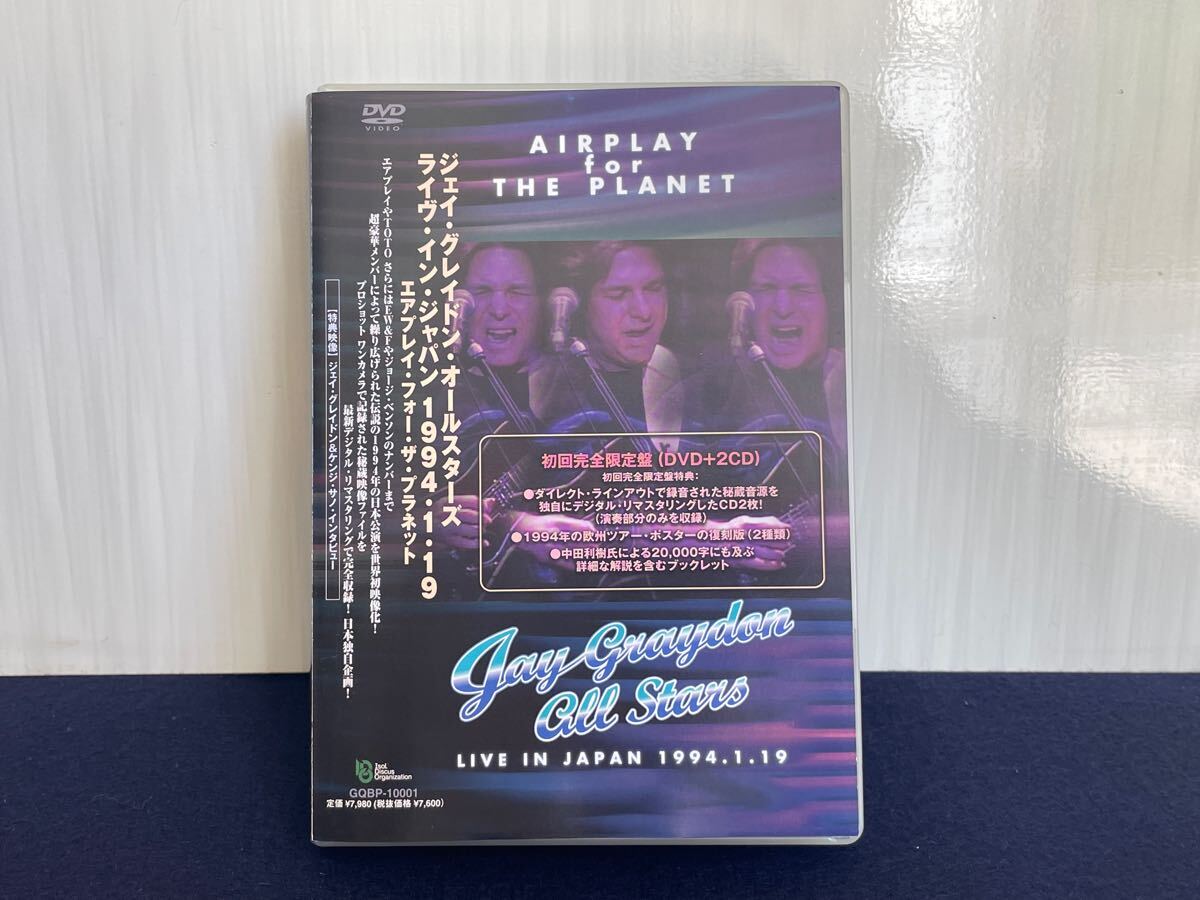 DVD
VIDEO
AIRPLAY
for
THE PLANET
ジェイ・グレイドン・オールスターズ
ライヴ・イン・ジャパン 1994・1・19
エアプレイ・フォー・ザ・プラネット
エアプレイやTOTO さらにはEW&Fやジョージ・ベンソンのナンバーまで
超豪華メンバーによって繰り広げられた伝説の1994年の日本公演を世界初映像化！
プロショット ワンカメラで記録された秘蔵映像ファイルを
最新デジタル・リマスタリングで完全収録！ 日本独自企画！
【特典映像】 ジェイ・グレイドン＆ケンジ・サノ・インタビュー
初回完全限定盤 (DVD+2CD)
初回完全限定盤特典:
●ダイレクト・ラインアウトで録音された秘蔵音源を
独自にデジタル・リマスタリングしたCD2枚!
(演奏部分のみを収録)
●1994年の欧州ツアー・ポスターの復刻版 (2種類)
●中田利樹氏による20,000字にも及ぶ
詳細な解説を含むブックレット
Jay Graydon
All Stars
LIVE IN JAPAN 1994.1.19
IsoL
Discus
Organization
GQBP-10001
定価 ¥7,980 (税抜価格 ¥7,600)